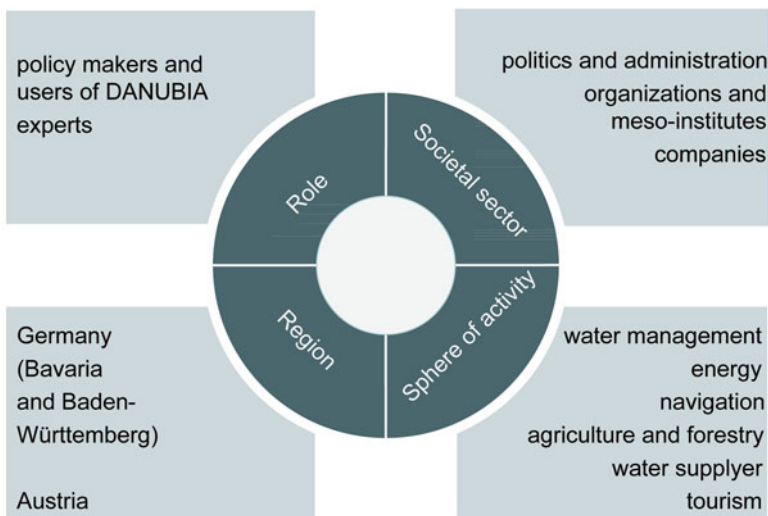 policy makers and
users of DANUBIA
experts
politics and administration
organizations and
meso-institutes
companies
Role
Societal sector
Region
Sphere of activity
Germany
(Bavaria
and Baden-
Württemberg)
Austria
water management
energy
navigation
agriculture and forestry
water supplyer
tourism